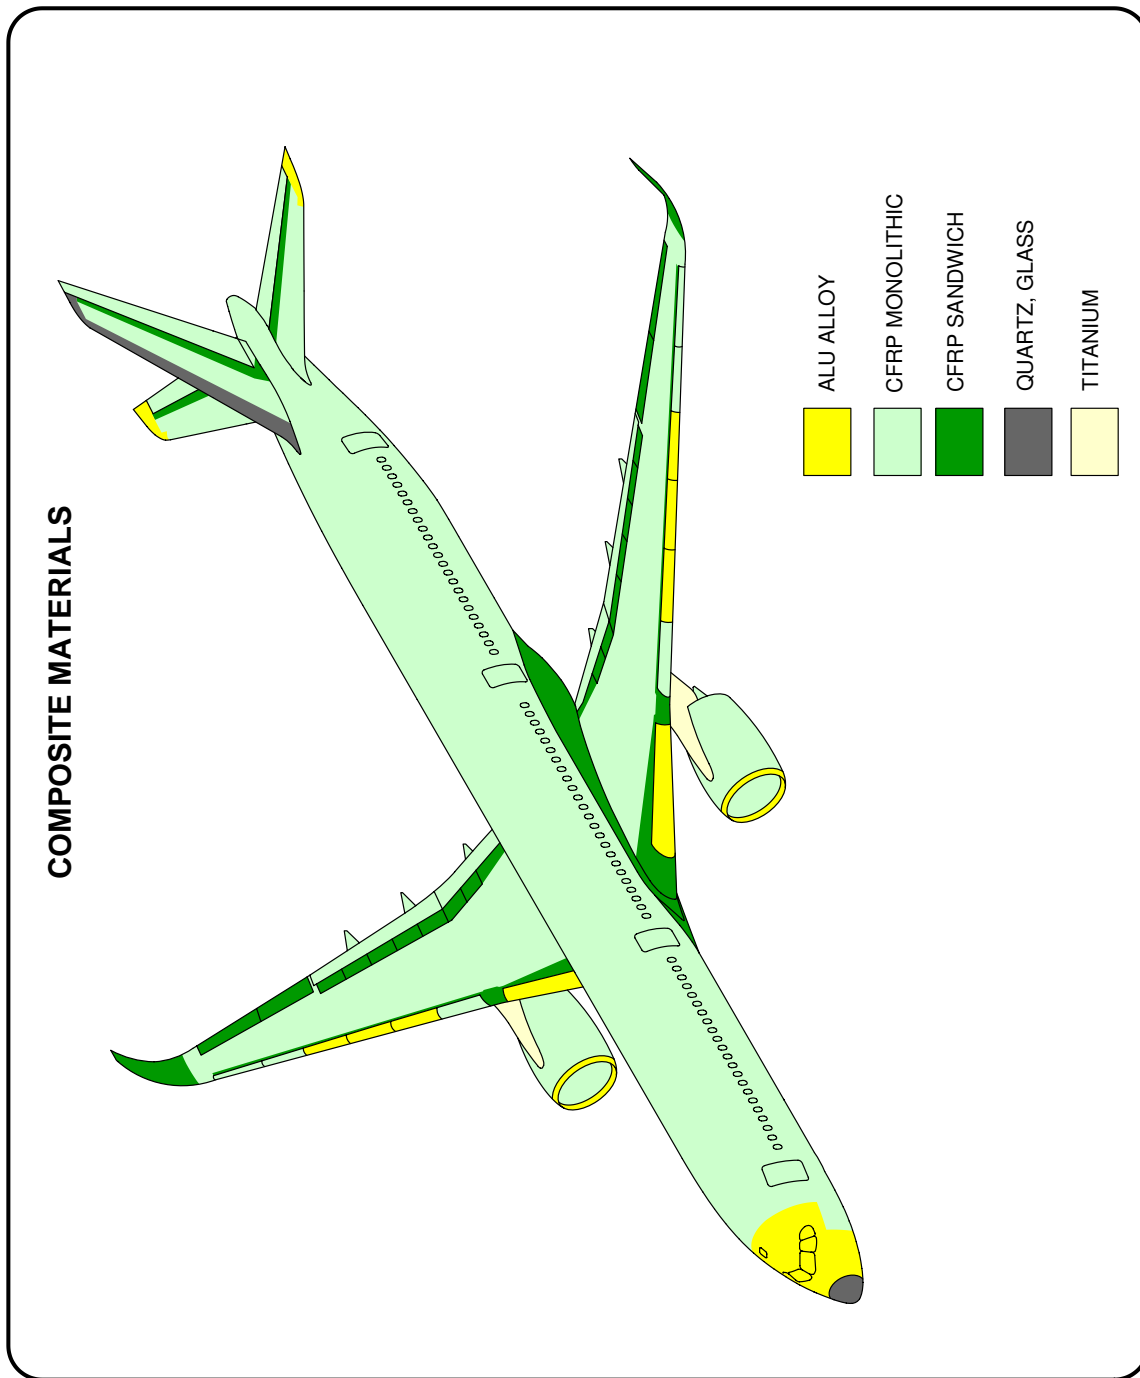 COMPOSITE MATERIALS
ALU ALLOY
CFRP MONOLITHIC
CFRP SANDWICH
QUARTZ, GLASS
TITANIUM